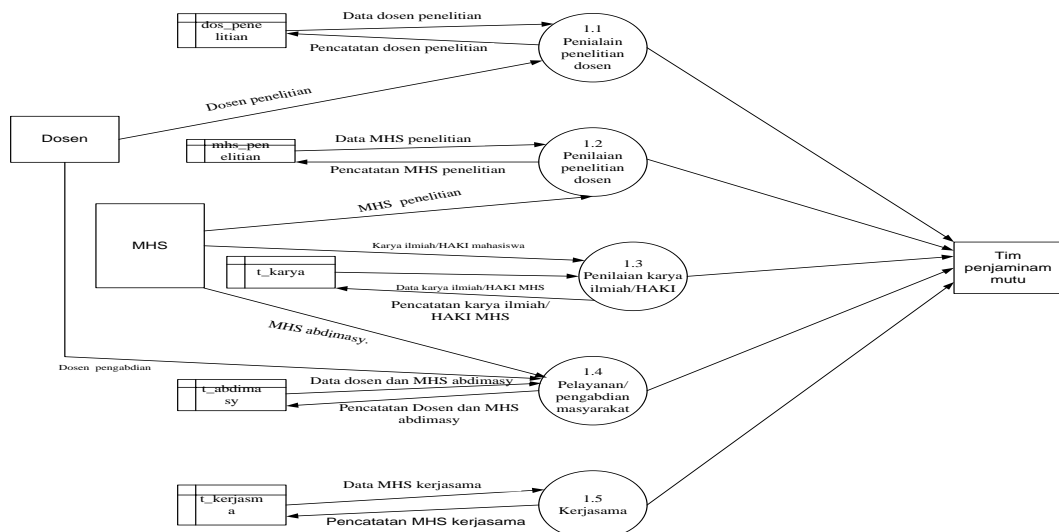 dos_pene
litian
Data dosen penelitian
Pencatatan dosen penelitian
1.1
Penialain
penelitian
dosen
Dosen penelitian
Dosen
mhs_pen
elitian
Data MHS penelitian
Pencatatan MHS penelitian
1.2
Penilaian
penelitian
dosen
MHS penelitian
MHS
Karya ilmiah/HAKI mahasiswa
t_karya
Data karya ilmiah/HAKI MHS
Pencatatan karya ilmiah/
HAKI MHS
1.3
Penilaian karya
ilmiah/HAKI
Tim
penjaminam
mutu
MHS abdimasy.
Dosen pengabdian
t_abdima
sy
Data dosen dan MHS abdimasy
Pencatatan Dosen dan MHS
abdimasy
1.4
Pelayanan/
pengabdian
masyarakat
t_kerjasm
a
Data MHS kerjasama
Pencatatan MHS kerjasama
1.5
Kerjasama